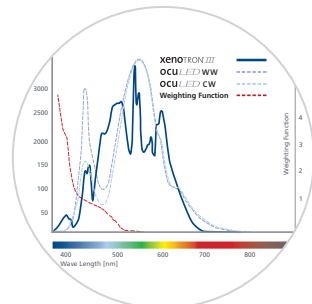 xenoTRON III
ocuLED WW
ocuLED CW
Weighting Function
3000
2500
2000
150
100
50
4
3
2
1
Weighting Function
400 500 600 700 800
Wave Length [nm]